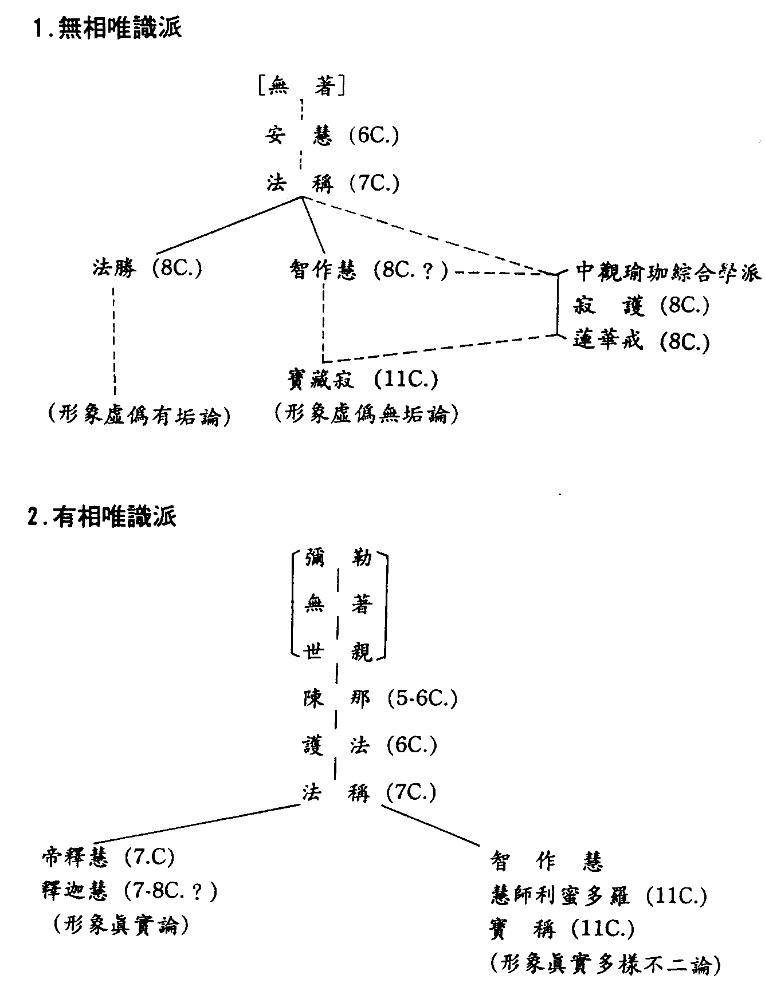 1.無相唯識派
[無 著]
安 慧 (6C.)
法 稱 (7C.)
法勝 (8C.)
智作慧 (8C.?)
中觀瑜珈綜合學派
寂 護 (8C.)
蓮華戒 (8C.)
寶藏寂 (11C.)
(形象虛偽有垢論)
(形象虛偽無垢論)
2.有相唯識派
彌 勒
無 著
世 親
陳 那 (5-6C.)
護 法 (6C.)
法 稱 (7C.)
帝釋慧 (7.C)
釋迦慧 (7-8C.?)
(形象眞實論)
智 作 慧
慧師利蜜多羅 (11C.)
寶 稱 (11C.)
(形象眞實多樣不二論)